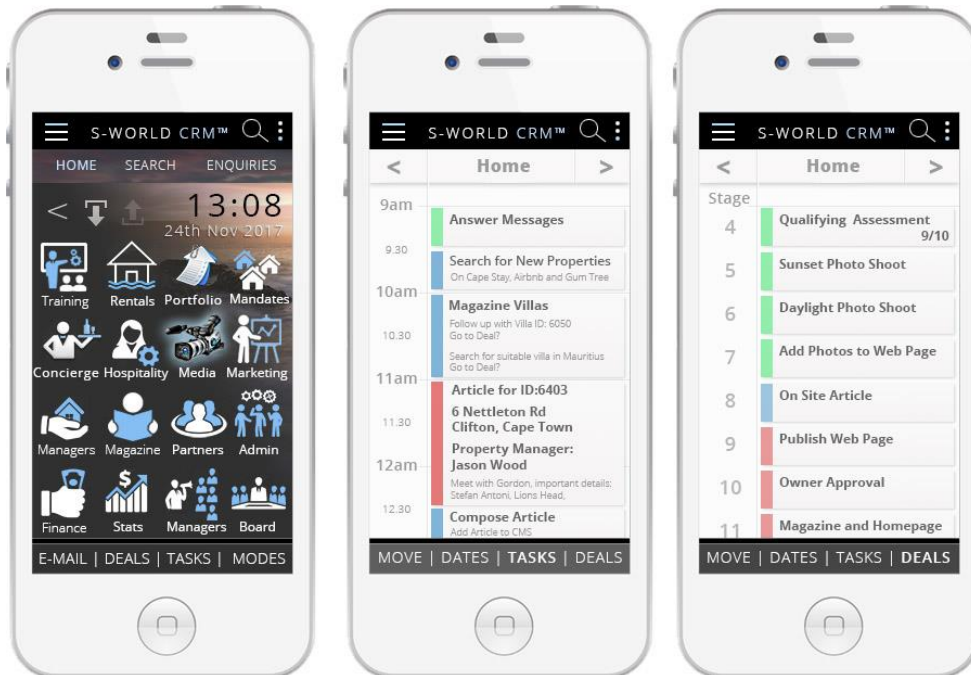 S-WORLD CRM™
HOME SEARCH ENQUIRIES
< 13:08
24th Nov 2017
Training Rentals Portfolio Mandates
Concierge Hospitality Media Marketing
Managers Magazine Partners Admin
$
Finance Stats Managers Board
E-MAIL | DEALS | TASKS | MODES
S-WORLD CRM™
< Home >
9am
Answer Messages
9.30
Search for New Properties
On Cape Stay, Airbnb and Gum Tree
10am
Magazine Villas
Follow up with Villa ID: 6050
10.30
Go to Deal?
Search for suitable villa in Mauritius
Go to Deal?
11am
Article for ID:6403
6 Nettleton Rd
11.30
Clifton, Cape Town
Property Manager:
12am
Jason Wood
Meet with Gordon, important details:
Stefan Antoni, Lions Head,
12.30
Compose Article
Add Article to CMS
MOVE | DATES | TASKS | DEALS
S-WORLD CRM™
< Home >
Stage
4 Qualifying Assessment
9/10
5 Sunset Photo Shoot
6 Daylight Photo Shoot
7 Add Photos to Web Page
8 On Site Article
9 Publish Web Page
10 Owner Approval
11 Magazine and Homepage
MOVE | DATES | TASKS | DEALS